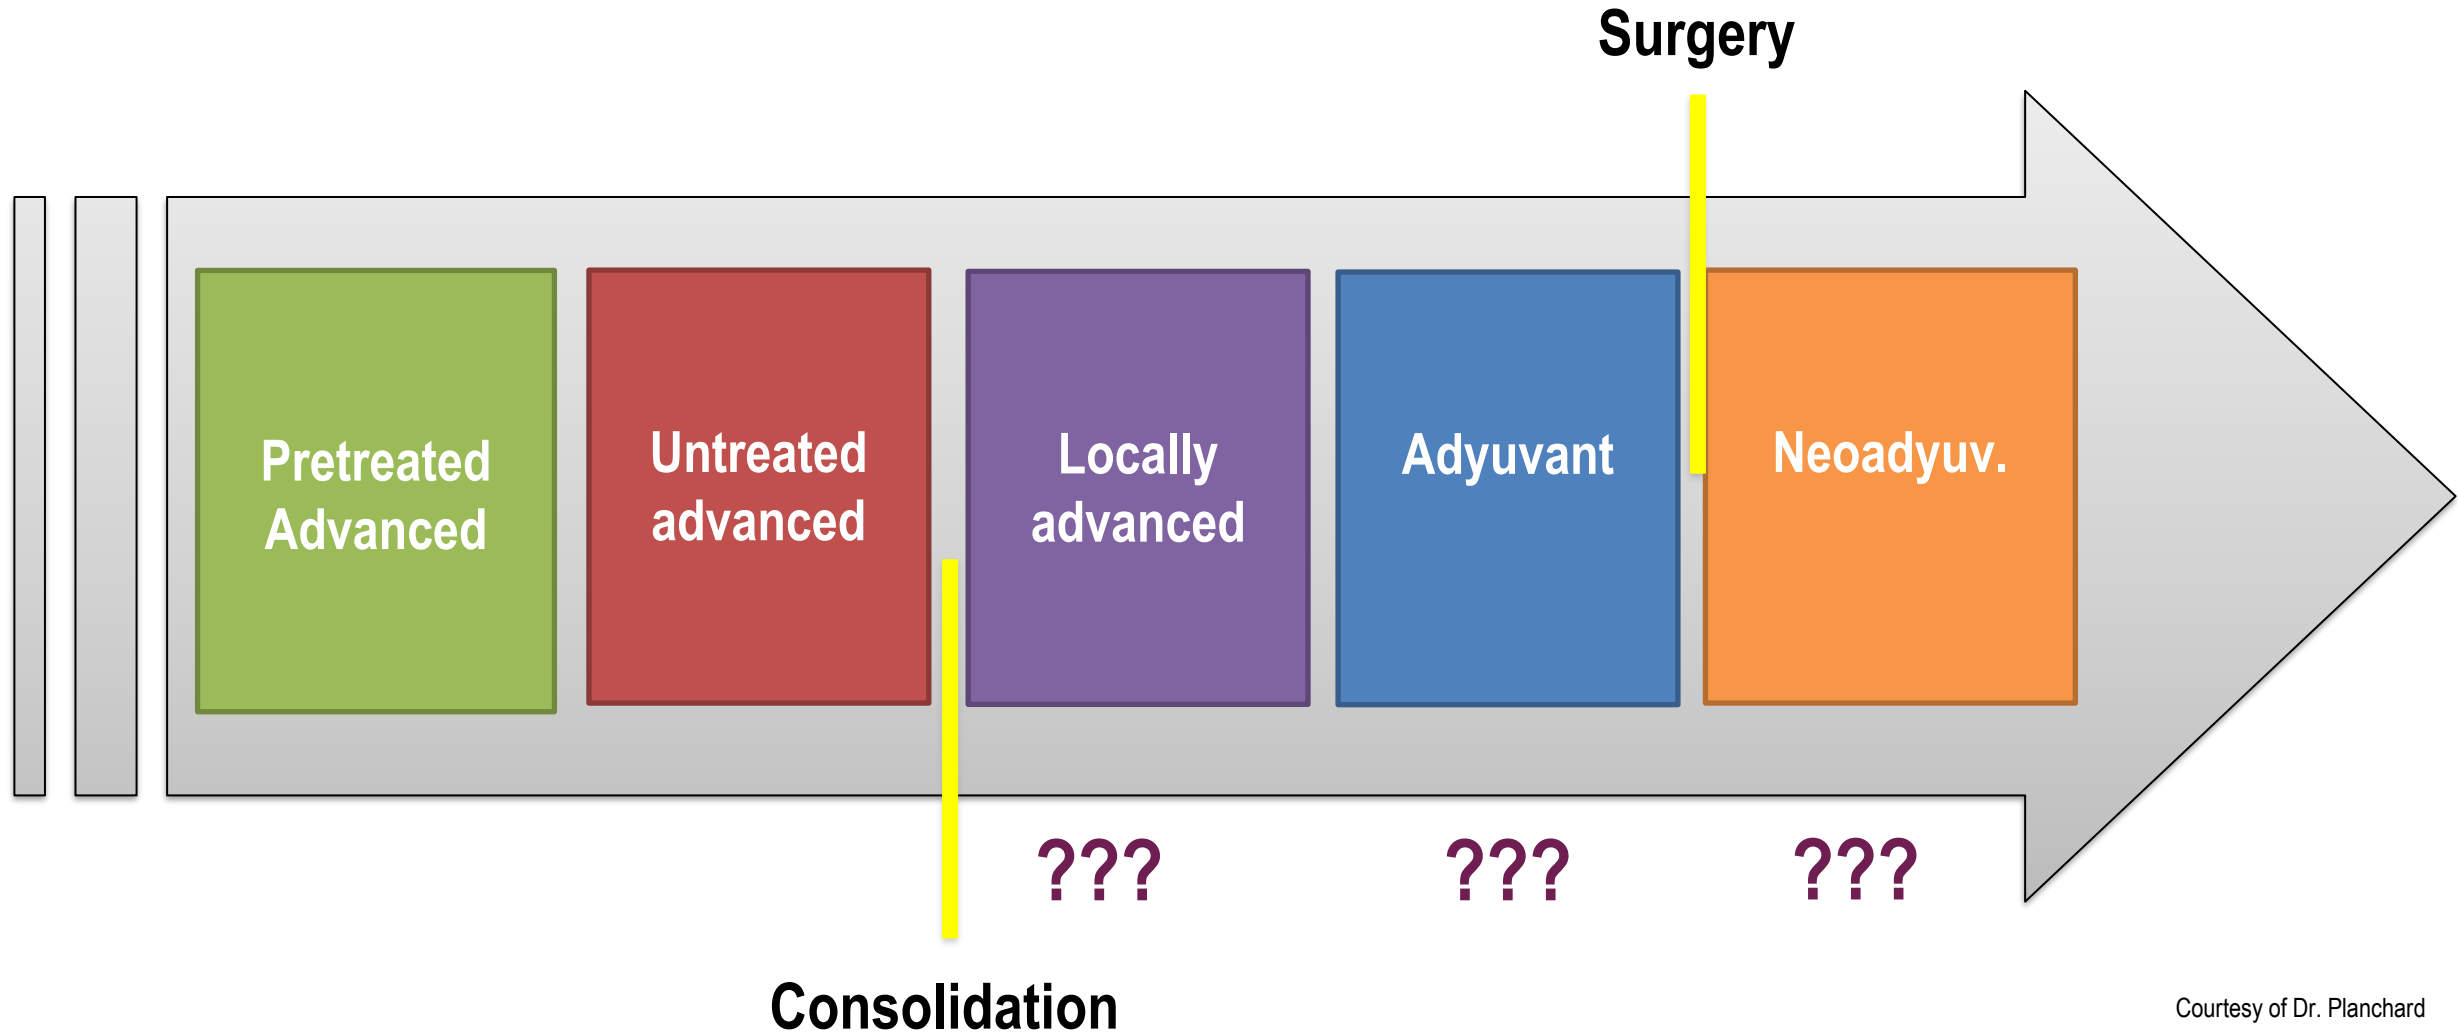 Surgery
Pretreated
Advanced
Untreated
advanced
Locally
advanced
Adyuvant
Neoadyuv.
???
???
???
Consolidation
Courtesy of Dr. Planchard